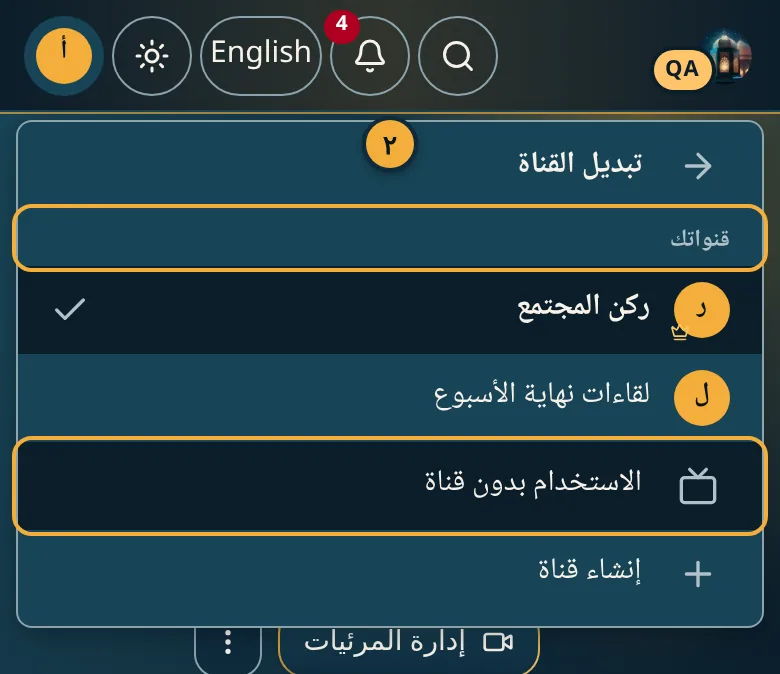 QA
4
English
أ
٢
تبديل القناة
قنواتك
ر
ركن المجتمع
ل
لقاءات نهاية الأسبوع
الاستخدام بدون قناة
إنشاء قناة
إدارة المرئيات